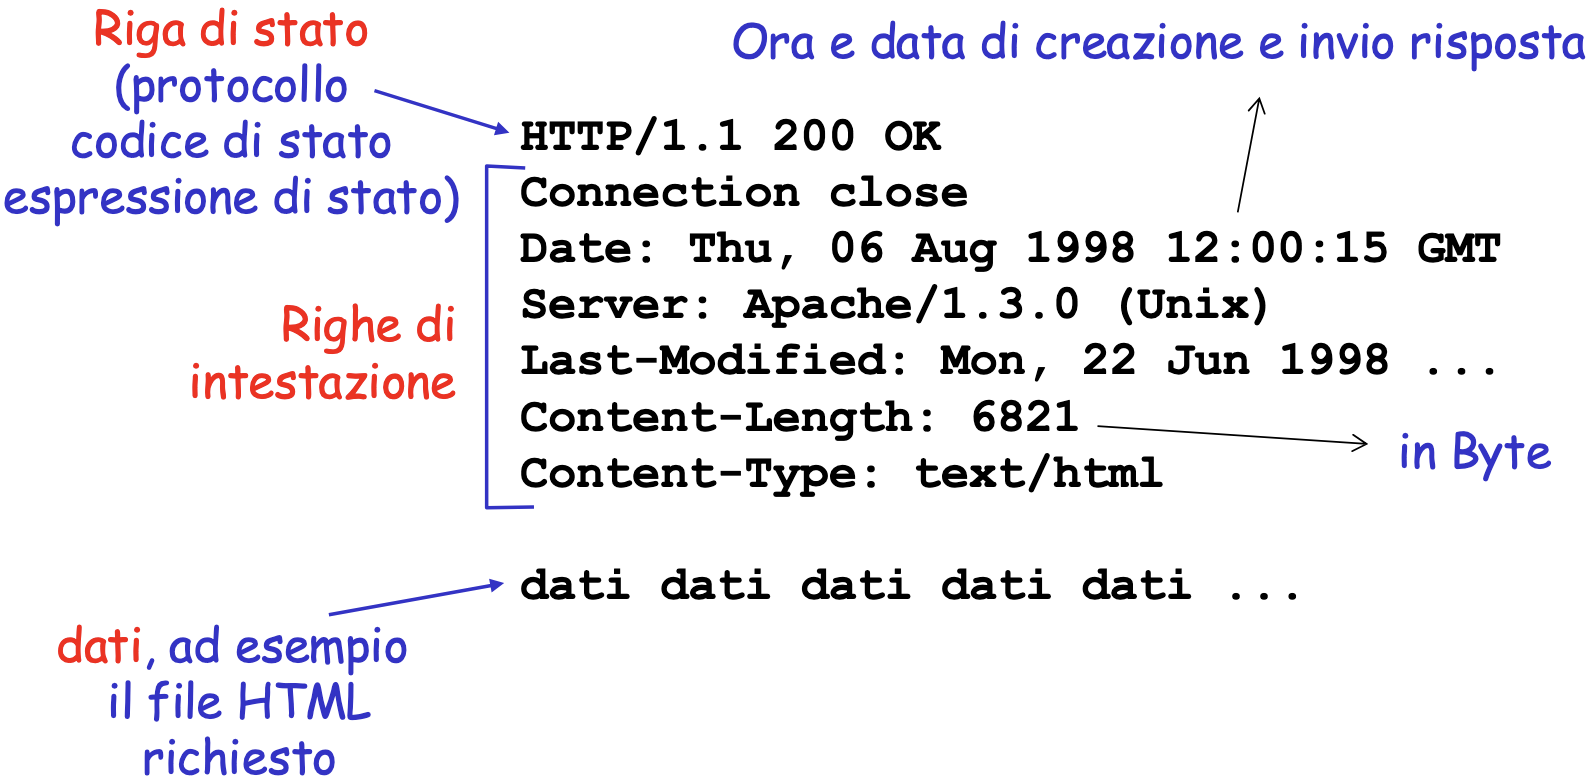 Riga di stato
(protocollo
codice di stato
espressione di stato)
Ora e data di creazione e invio risposta
HTTP/1.1 200 OK
Connection close
Date: Thu, 06 Aug 1998 12:00:15 GMT
Server: Apache/1.3.0 (Unix)
Last-Modified: Mon, 22 Jun 1998 ...
Content-Length: 6821
Content-Type: text/html
Righe di
intestazione
in Byte
dati dati dati dati dati ...
dati, ad esempio
il file HTML
richiesto